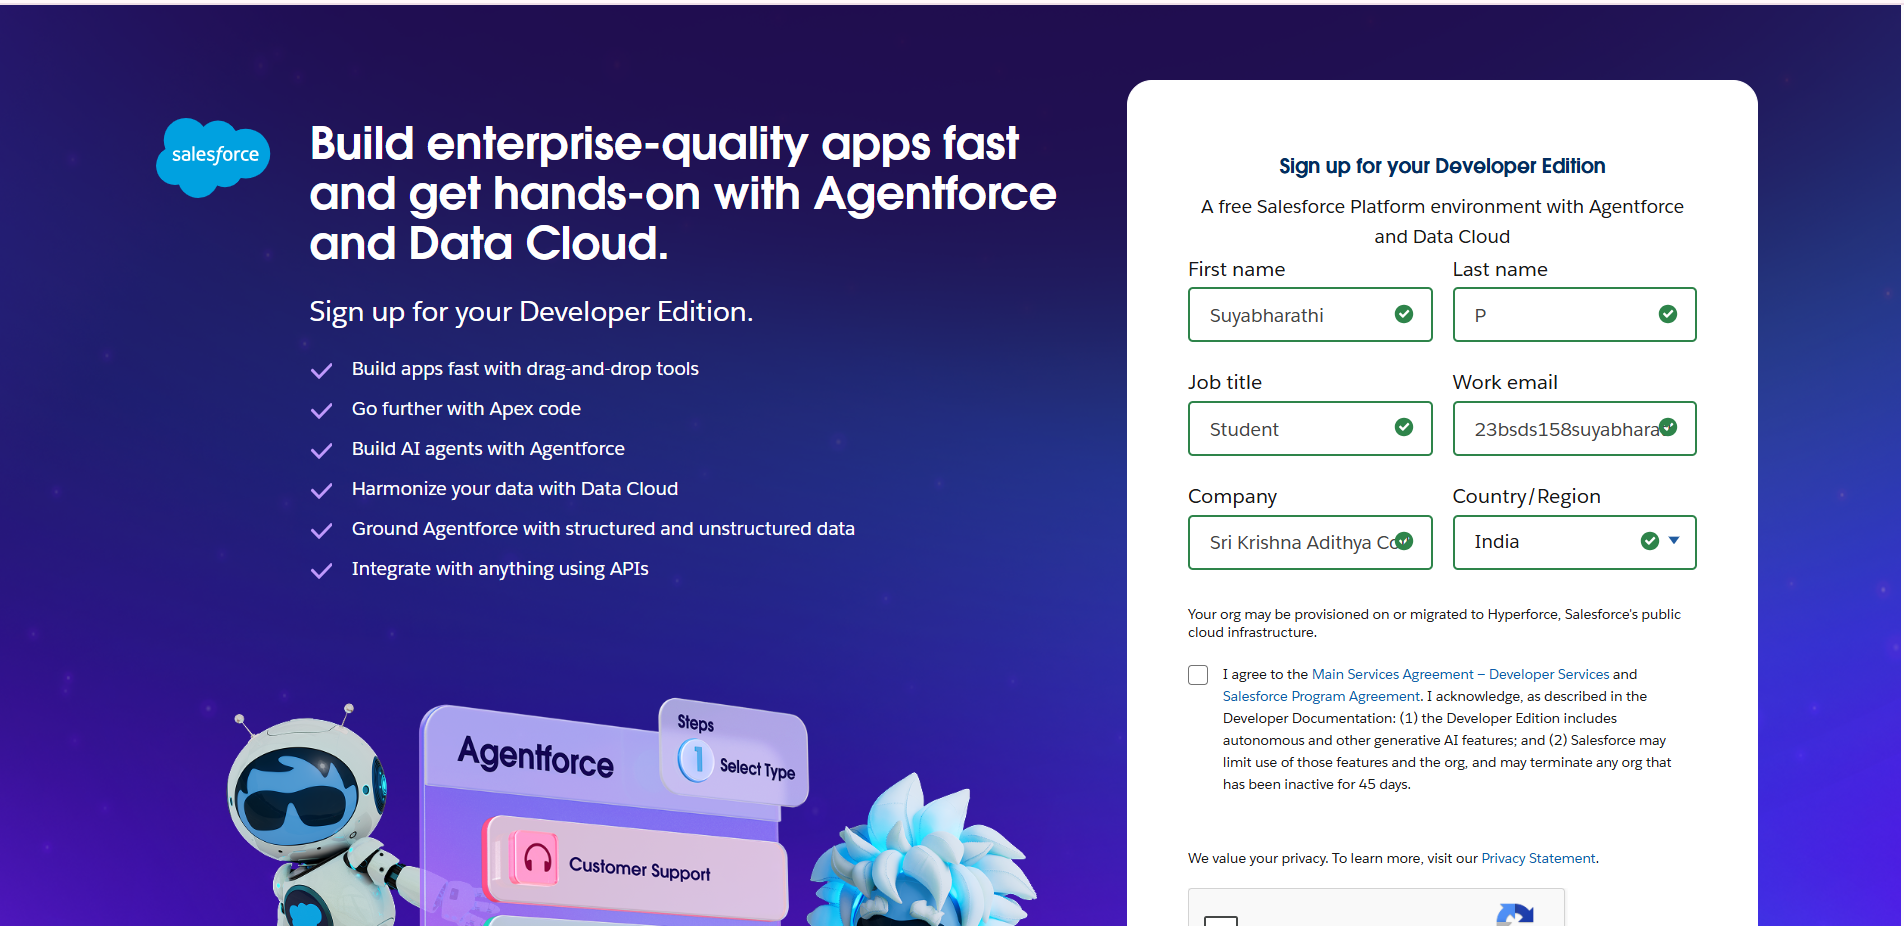 salesforce
Build enterprise-quality apps fast
and get hands-on with Agentforce
and Data Cloud.
Sign up for your Developer Edition.
Build apps fast with drag-and-drop tools
Go further with Apex code
Build AI agents with Agentforce
Harmonize your data with Data Cloud
Ground Agentforce with structured and unstructured data
Integrate with anything using APIs
Agentforce
Steps
1 Select Type
Customer Support
Sign up for your Developer Edition
A free Salesforce Platform environment with Agentforce
and Data Cloud
First name Last name
Suyabharathi P
Job title Work email
Student 23bsds158suyabhara
Company Country/Region
Sri Krishna Adithya Co India
Your org may be provisioned on or migrated to Hyperforce, Salesforce's public
cloud infrastructure.
I agree to the Main Services Agreement – Developer Services and
Salesforce Program Agreement. I acknowledge, as described in the
Developer Documentation: (1) the Developer Edition includes
autonomous and other generative AI features; and (2) Salesforce may
limit use of those features and the org, and may terminate any org that
has been inactive for 45 days.
We value your privacy. To learn more, visit our Privacy Statement.